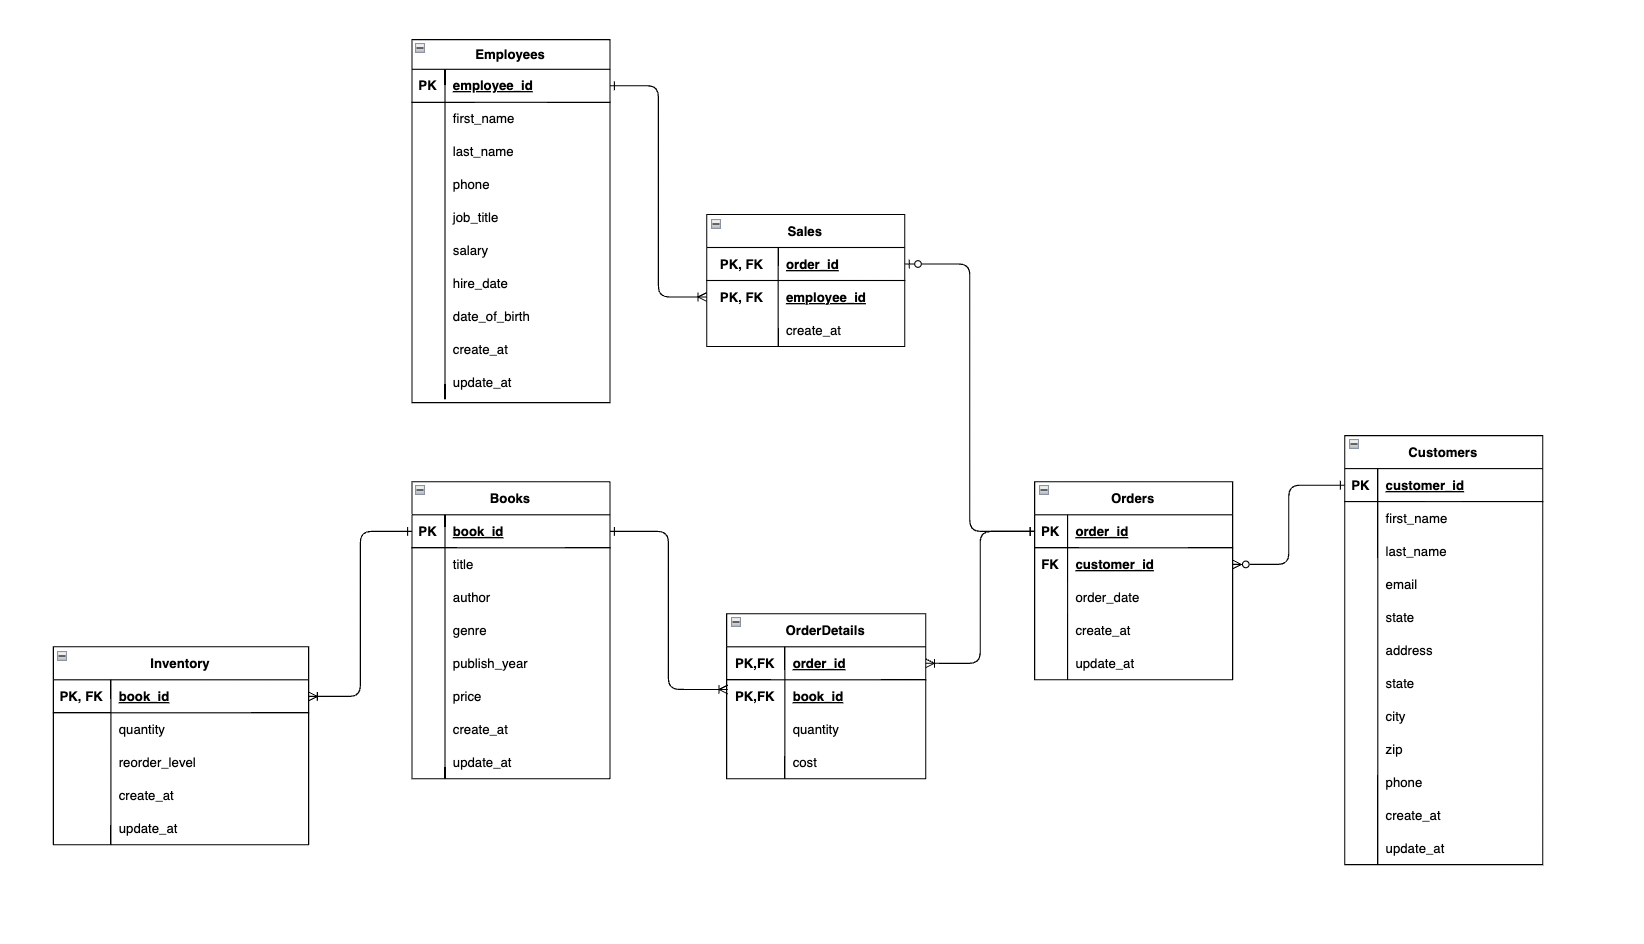 Employees
PK employee_id
first_name
last_name
phone
job_title
salary
hire_date
date_of_birth
create_at
update_at
Sales
PK, FK order_id
PK, FK employee_id
create_at
Books
PK book_id
title
author
genre
publish_year
price
create_at
update_at
Inventory
PK, FK book_id
quantity
reorder_level
create_at
update_at
OrderDetails
PK,FK order_id
PK,FK book_id
quantity
cost
Orders
PK order_id
FK customer_id
order_date
create_at
update_at
Customers
PK customer_id
first_name
last_name
email
state
address
state
city
zip
phone
create_at
update_at